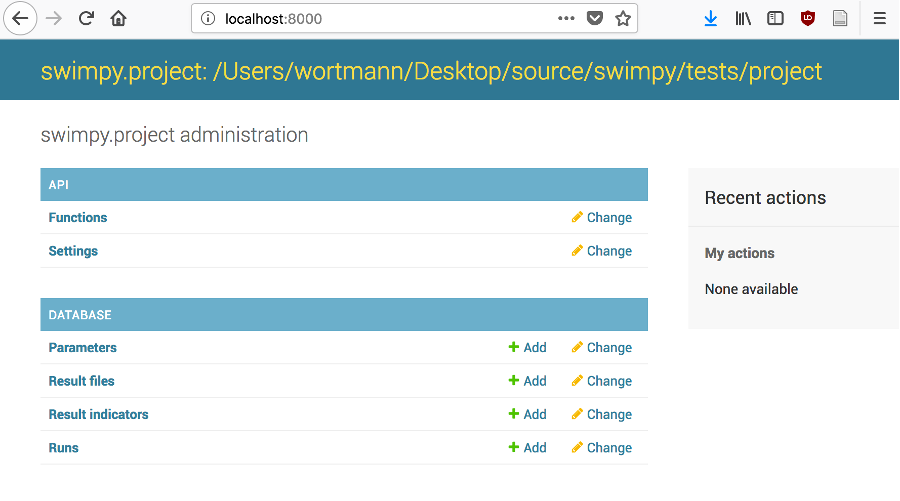 localhost:8000
swimpy.project: /Users/wortmann/Desktop/source/swimpy/tests/project
swimpy.project administration
API
Functions Change
Settings Change
DATABASE
Parameters Add Change
Result files Add Change
Result indicators Add Change
Runs Add Change
Recent actions
My actions
None available